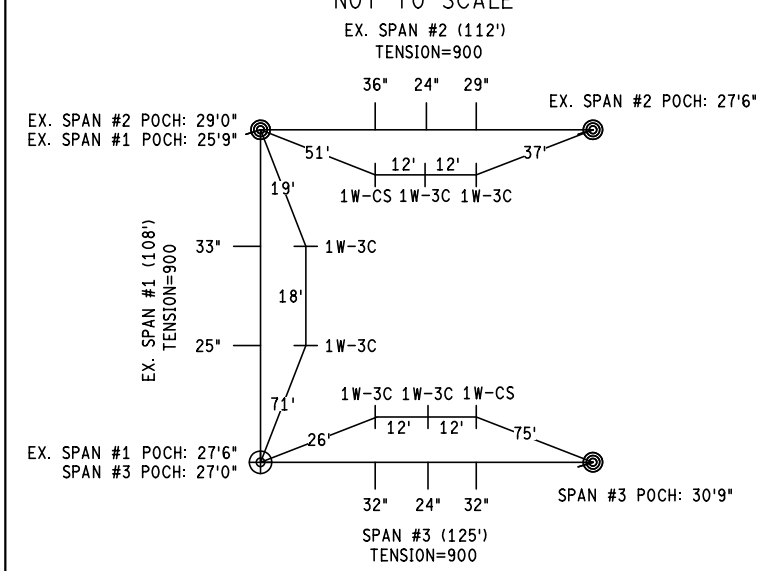 NOT TO SCALE
EX. SPAN #2 (112')
TENSION=900
36" 24" 29"
EX. SPAN #2 POCH: 27'6"
EX. SPAN #2 POCH: 29'0"
EX. SPAN #1 POCH: 25'9"
51' 12' 12' 37'
1W-CS 1W-3C 1W-3C
19'
33" 1W-3C
EX. SPAN #1 (108')
TENSION=900
18'
25" 1W-3C
71'
1W-3C 1W-3C 1W-CS
26' 12' 12' 75'
EX. SPAN #1 POCH: 27'6"
SPAN #3 POCH: 27'0"
32" 24" 32"
SPAN #3 POCH: 30'9"
SPAN #3 (125')
TENSION=900